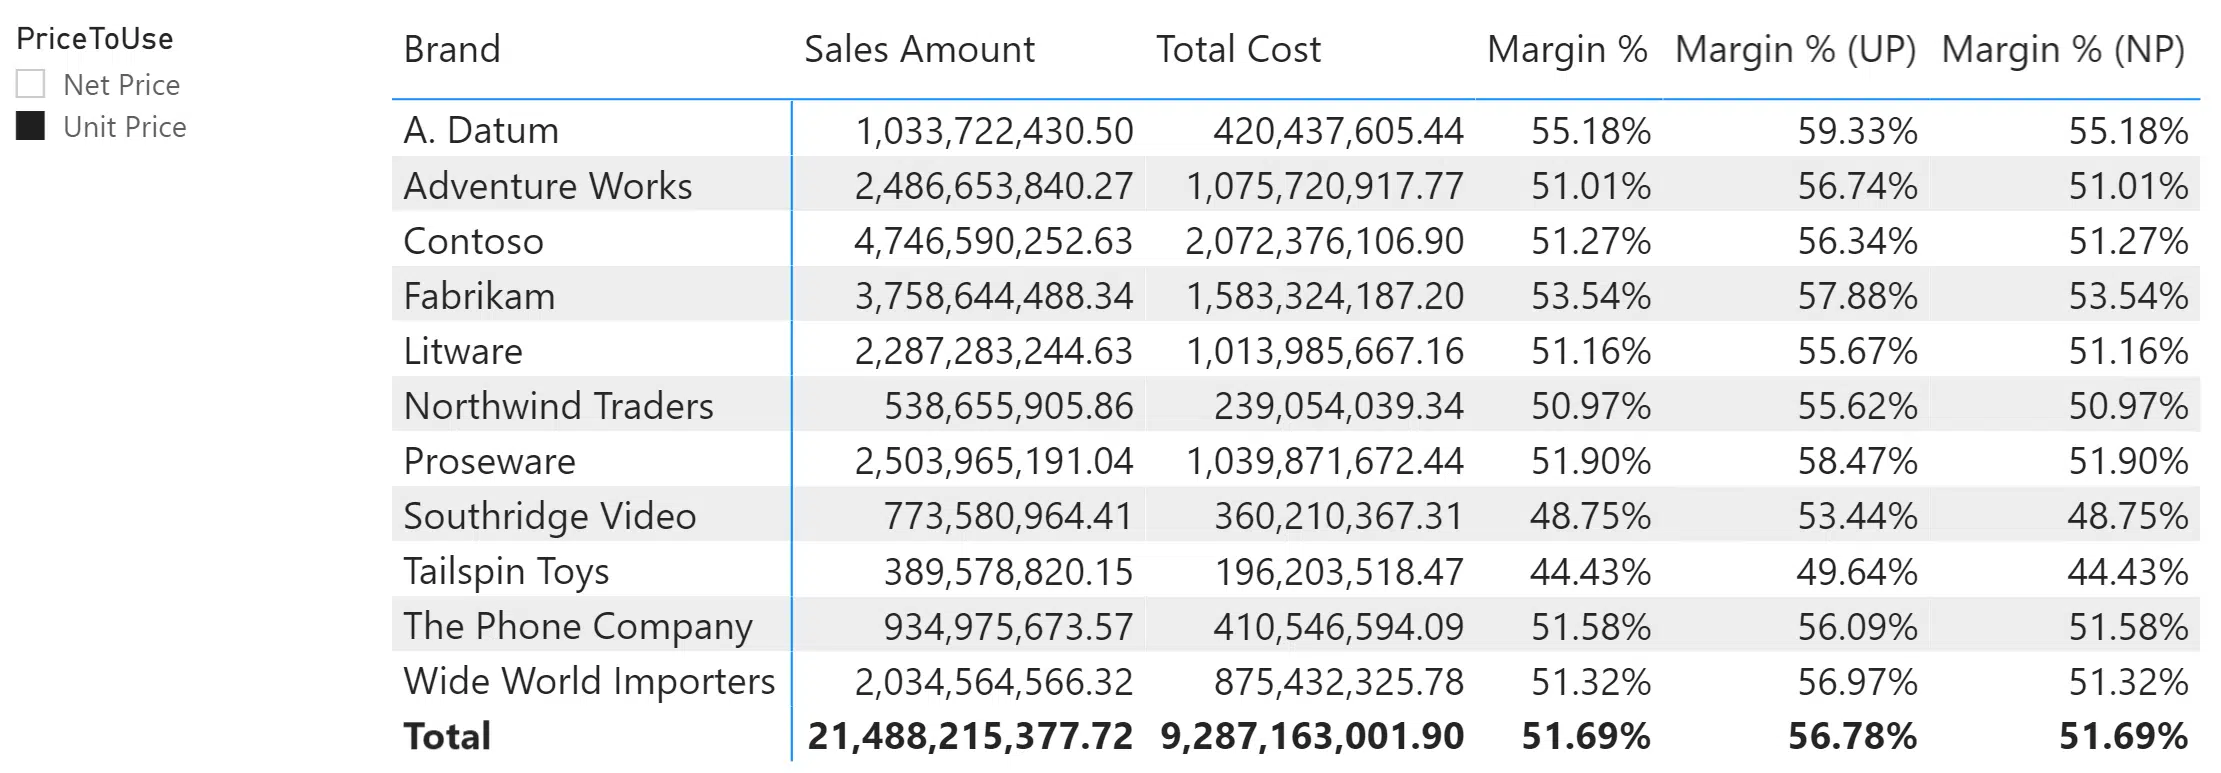 PriceToUse
Net Price
Unit Price
Brand Sales Amount Total Cost Margin % Margin % (UP) Margin % (NP)
A. Datum 1,033,722,430.50 420,437,605.44 55.18% 59.33% 55.18%
Adventure Works 2,486,653,840.27 1,075,720,917.77 51.01% 56.74% 51.01%
Contoso 4,746,590,252.63 2,072,376,106.90 51.27% 56.34% 51.27%
Fabrikam 3,758,644,488.34 1,583,324,187.20 53.54% 57.88% 53.54%
Litware 2,287,283,244.63 1,013,985,667.16 51.16% 55.67% 51.16%
Northwind Traders 538,655,905.86 239,054,039.34 50.97% 55.62% 50.97%
Proseware 2,503,965,191.04 1,039,871,672.44 51.90% 58.47% 51.90%
Southridge Video 773,580,964.41 360,210,367.31 48.75% 53.44% 48.75%
Tailspin Toys 389,578,820.15 196,203,518.47 44.43% 49.64% 44.43%
The Phone Company 934,975,673.57 410,546,594.09 51.58% 56.09% 51.58%
Wide World Importers 2,034,564,566.32 875,432,325.78 51.32% 56.97% 51.32%
Total 21,488,215,377.72 9,287,163,001.90 51.69% 56.78% 51.69%